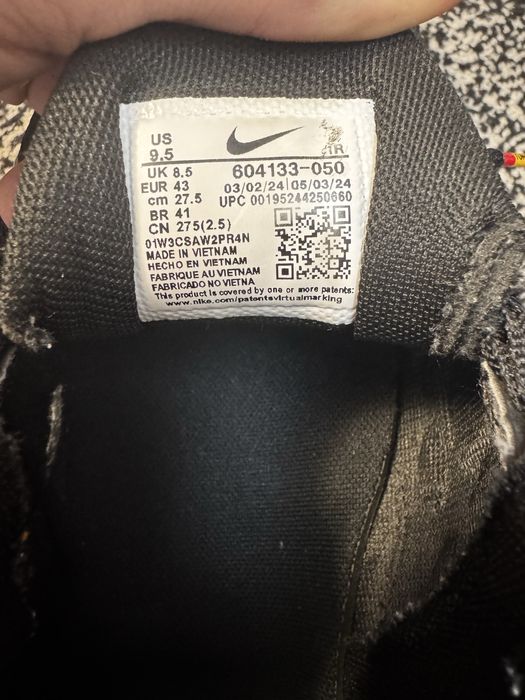 US
9.5
UK 8.5
EUR 43
cm 27.5
BR 41
CN 275(2.5)
604133-050
03/02/24 05/03/24
UPC 00195244250660
01W3CSAW2PR4N
MADE IN VIETNAM
HECHO EN VIETNAM
FABRIQUE AU VIETNAM
FABRICADO NO VIETNA
This product is covered by one or more patents:
www.nike.com/patentsvirtualmarking